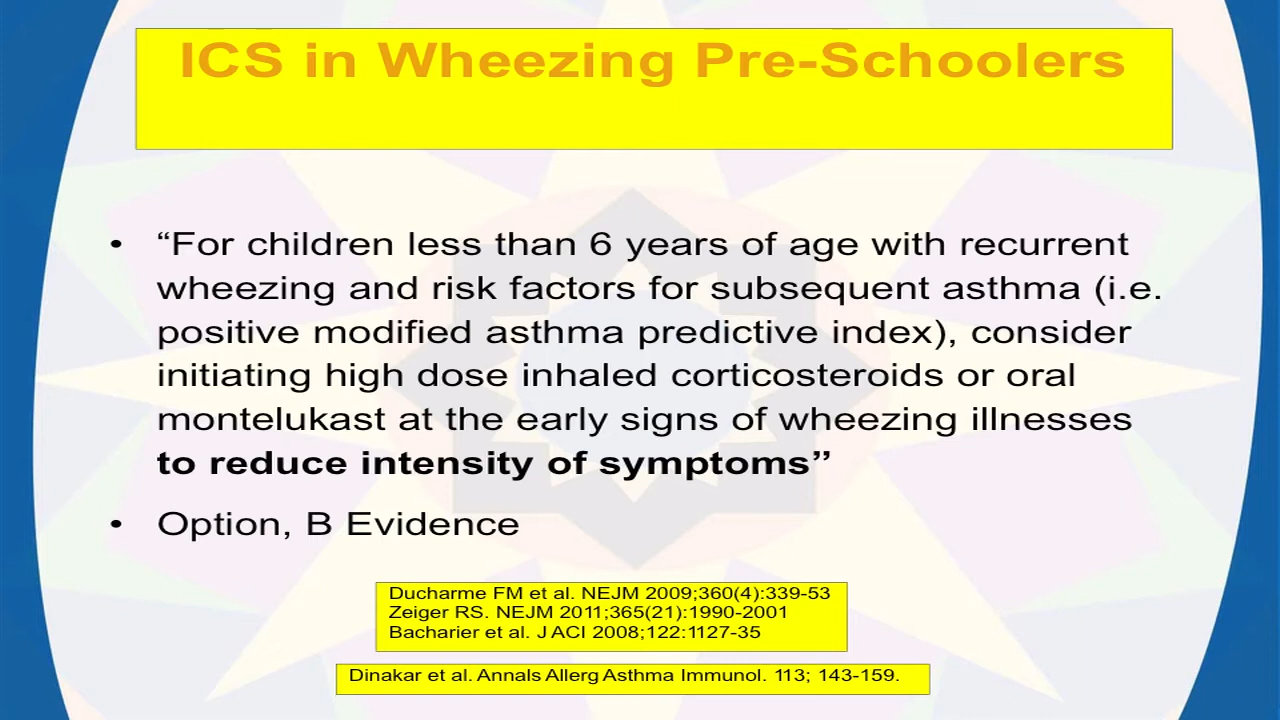 ICS in Wheezing Pre-Schoolers
• “For children less than 6 years of age with recurrent
wheezing and risk factors for subsequent asthma (i.e.
positive modified asthma predictive index), consider
initiating high dose inhaled corticosteroids or oral
montelukast at the early signs of wheezing illnesses
to reduce intensity of symptoms”
• Option, B Evidence
Ducharme FM et al. NEJM 2009;360(4):339-53
Zeiger RS. NEJM 2011;365(21):1990-2001
Bacharier et al. J ACI 2008;122:1127-35
Dinakar et al. Annals Allerg Asthma Immunol. 113; 143-159.